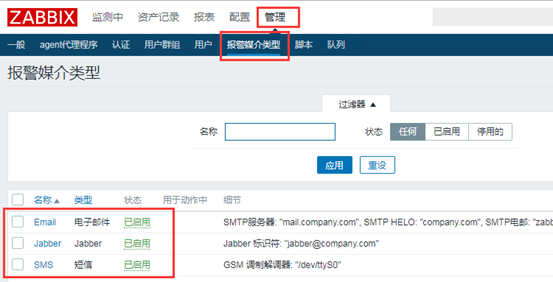 ZABBIX 监测中 资产记录 报表 配置 管理
一般 agent代理程序 认证 用户群组 用户 报警媒介类型 脚本 队列
报警媒介类型
过滤器 ▲
名称 状态 任何 已启用 停用的
应用 重设
名称 ▲ 类型 状态 用于动作中 细节
Email 电子邮件 已启用 SMTP服务器: "mail.company.com", SMTP HELO: "company.com", SMTP电邮: "zabb
Jabber Jabber 已启用 Jabber 标识符: "jabber@company.com"
SMS 短信 已启用 GSM 调制解调器: "/dev/ttyS0"